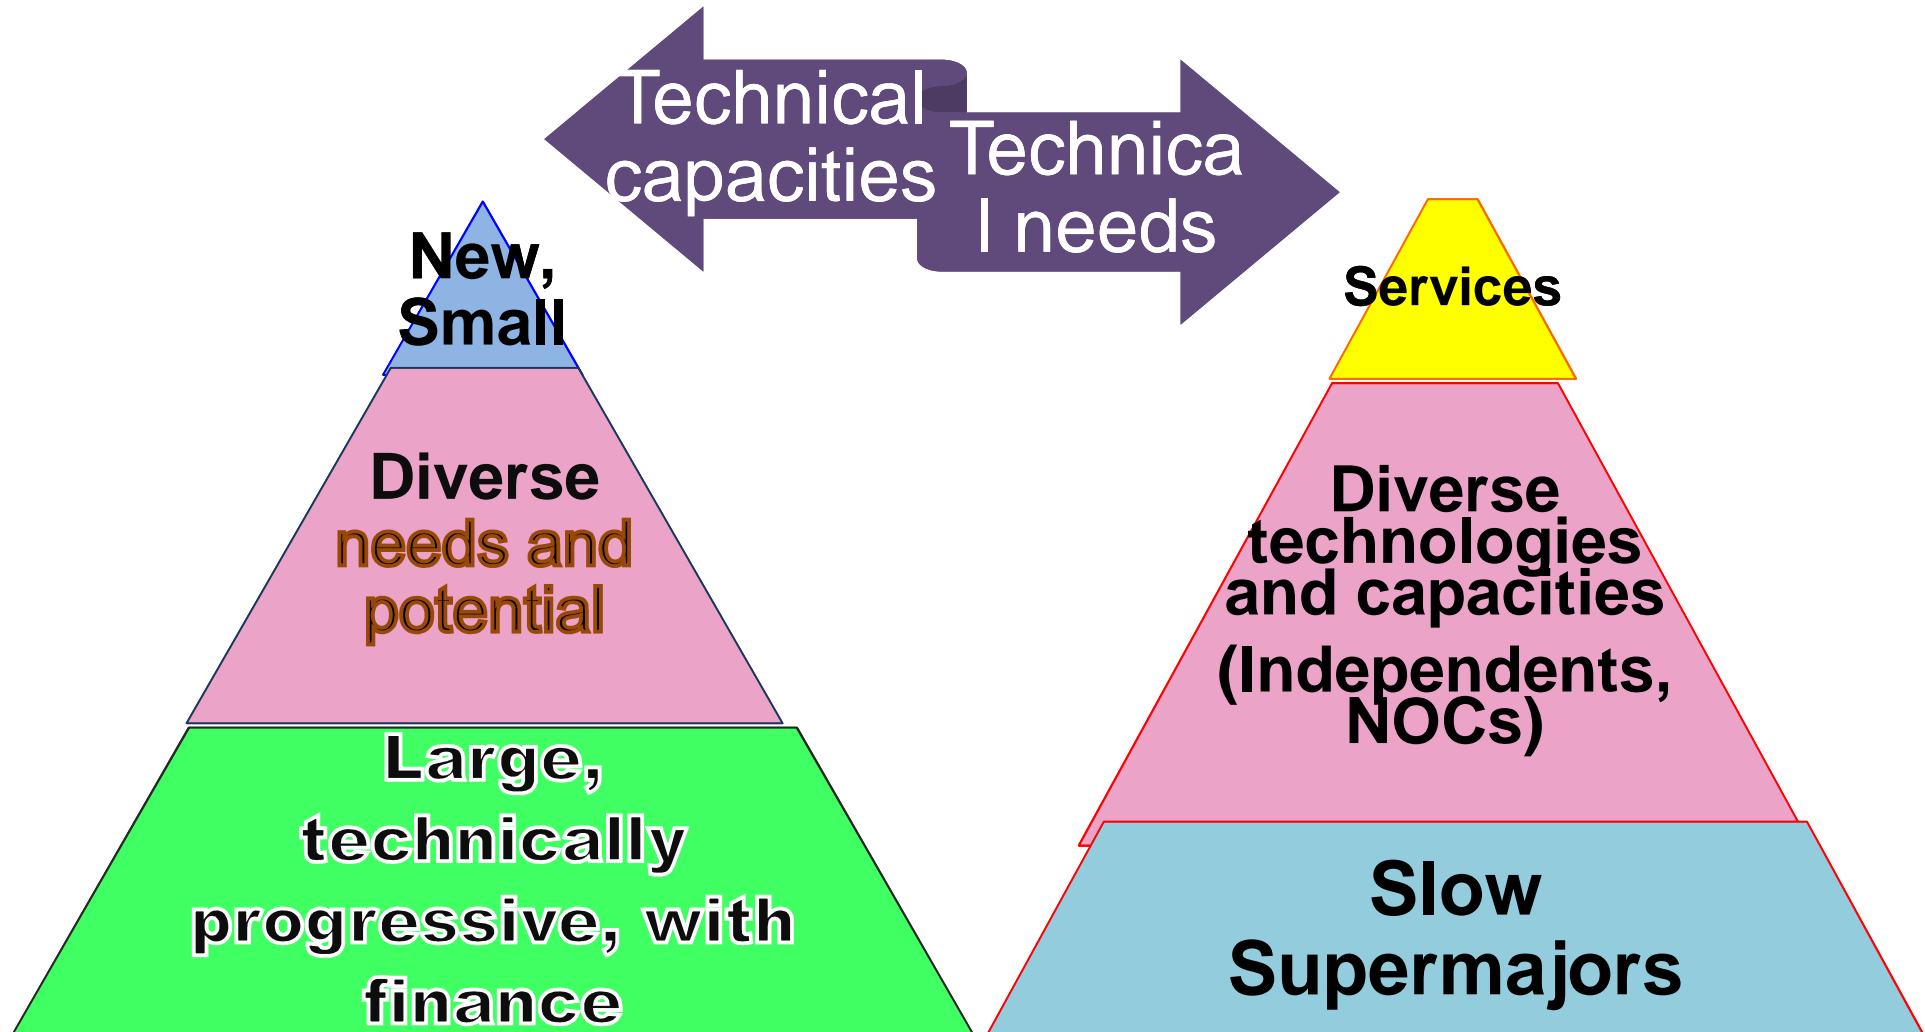 Technical
capacities
Technica
l needs
New,
Small
Diverse
needs and
potential
Large,
technically
progressive, with
finance
Services
Diverse
technologies
and capacities
(Independents,
NOCs)
Slow
Supermajors